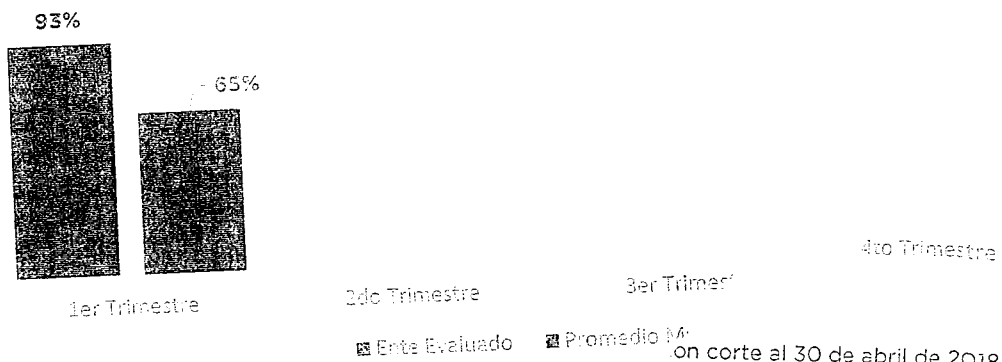 93%
65%
1er Trimestre 2do Trimestre 3er Trimes 4to Trimestre
Ente Evaluado Promedio M
on corte al 30 de abril de 2018